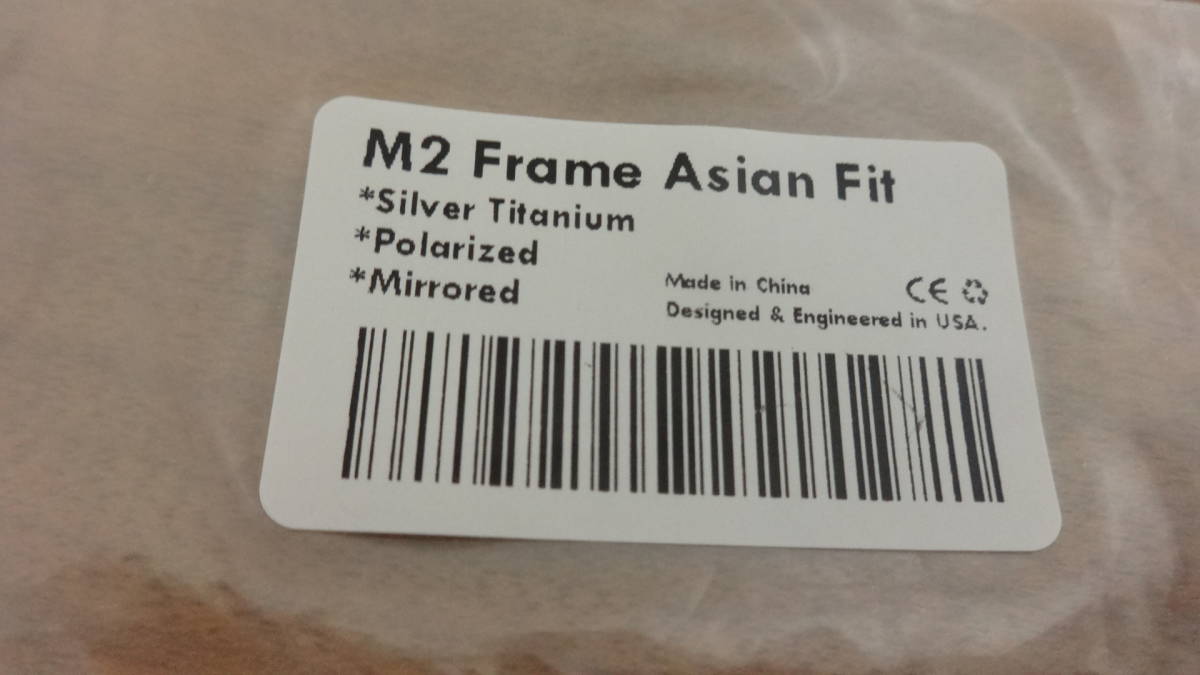 M2 Frame Asian Fit
*Silver Titanium
*Polarized
*Mirrored
Made in China
Designed & Engineered in USA.
CE